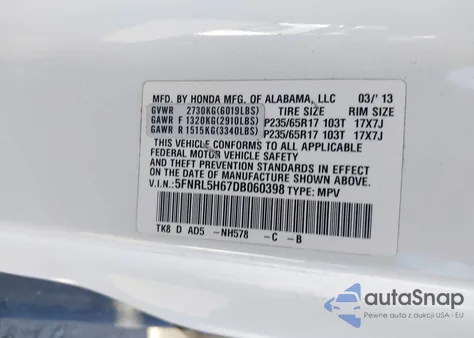 MFD. BY HONDA MFG. OF ALABAMA, LLC 03/'13
GVWR 2730KG(6019LBS) TIRE SIZE RIM SIZE
GAWR F 1320KG(2910LBS) P235/65R17 103T 17X7J
GAWR R 1515KG(3340LBS) P235/65R17 103T 17X7J
THIS VEHICLE CONFORMS TO ALL APPLICABLE
FEDERAL MOTOR VEHICLE SAFETY, BUMPER, AND
THEFT PREVENTION STANDARDS IN EFFECT ON
THE DATE OF MANUFACTURE SHOWN ABOVE.
V.I.N.: 5FNRL5H67DB060398 TYPE: MPV
TK8 D AD5 -NH578 -C -B
autoSnap
Pewne auta z aukcji USA - EU